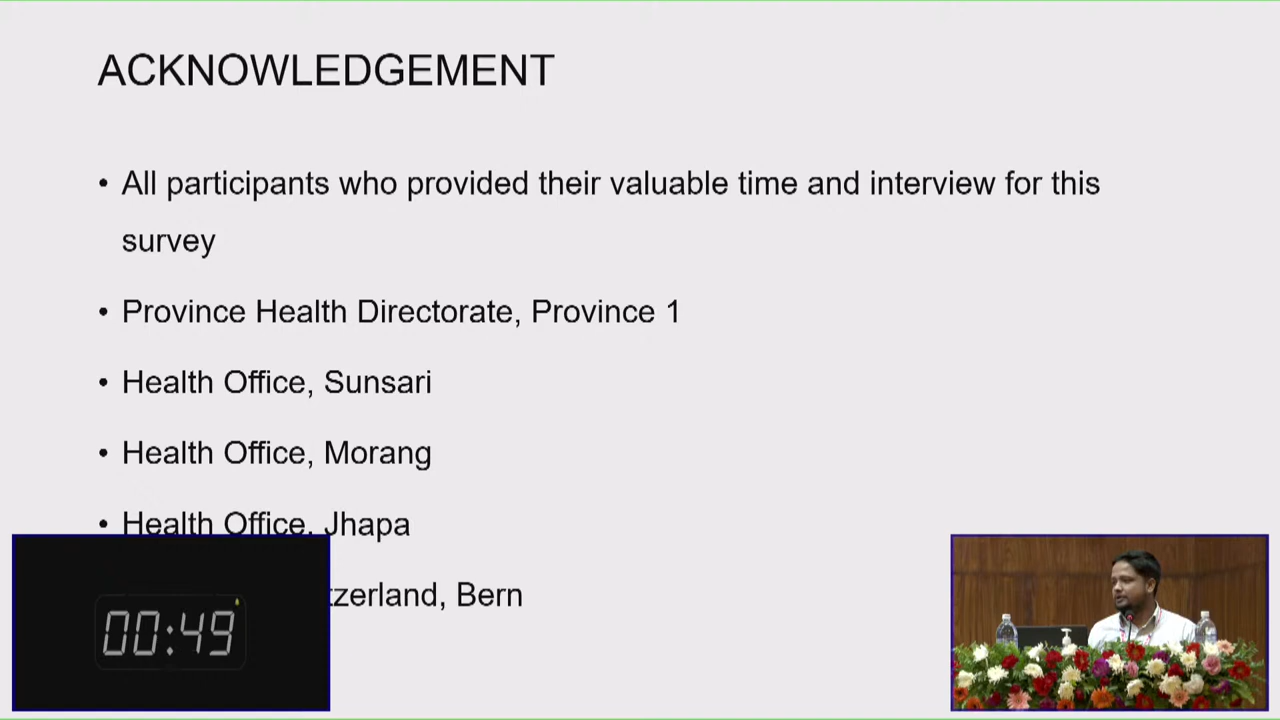 ACKNOWLEDGEMENT
• All participants who provided their valuable time and interview for this
survey
• Province Health Directorate, Province 1
• Health Office, Sunsari
• Health Office, Morang
• Health Office, Jhapa
Bern
00:49